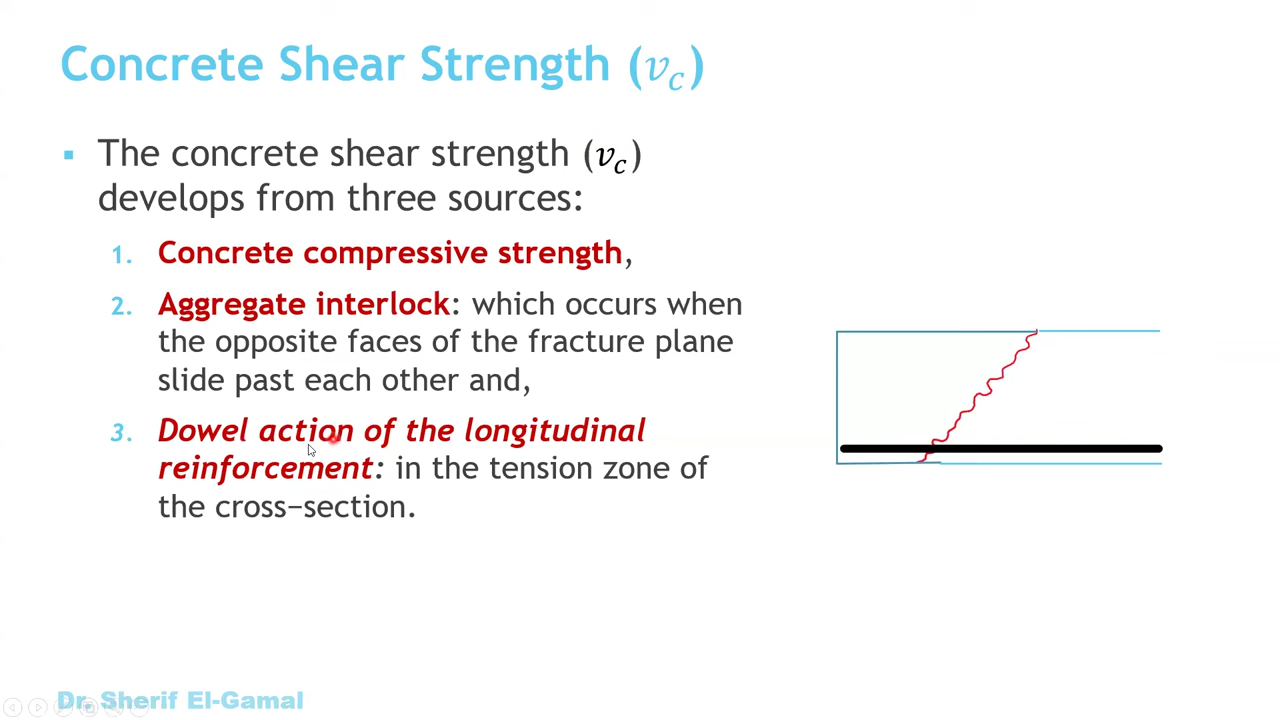 Concrete Shear Strength (𝑣𝑐)
▪ The concrete shear strength (𝑣𝑐)
develops from three sources:
1. Concrete compressive strength,
2. Aggregate interlock: which occurs when
the opposite faces of the fracture plane
slide past each other and,
3. Dowel action of the longitudinal
reinforcement: in the tension zone of
the cross−section.
Dr. Sherif El-Gamal